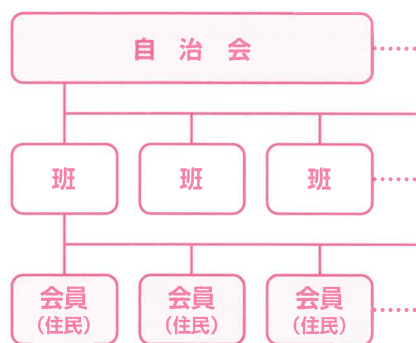 自治会
班 班 班
会員 会員 会員
(住民) (住民) (住民)